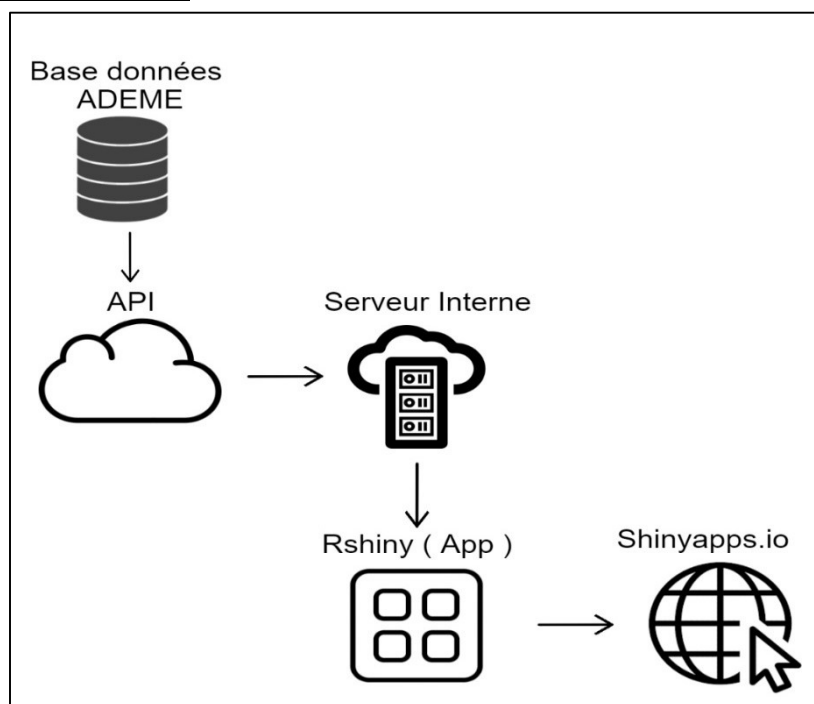 Base données
ADEME
API
Serveur Interne
Rshiny ( App )
Shinyapps.io